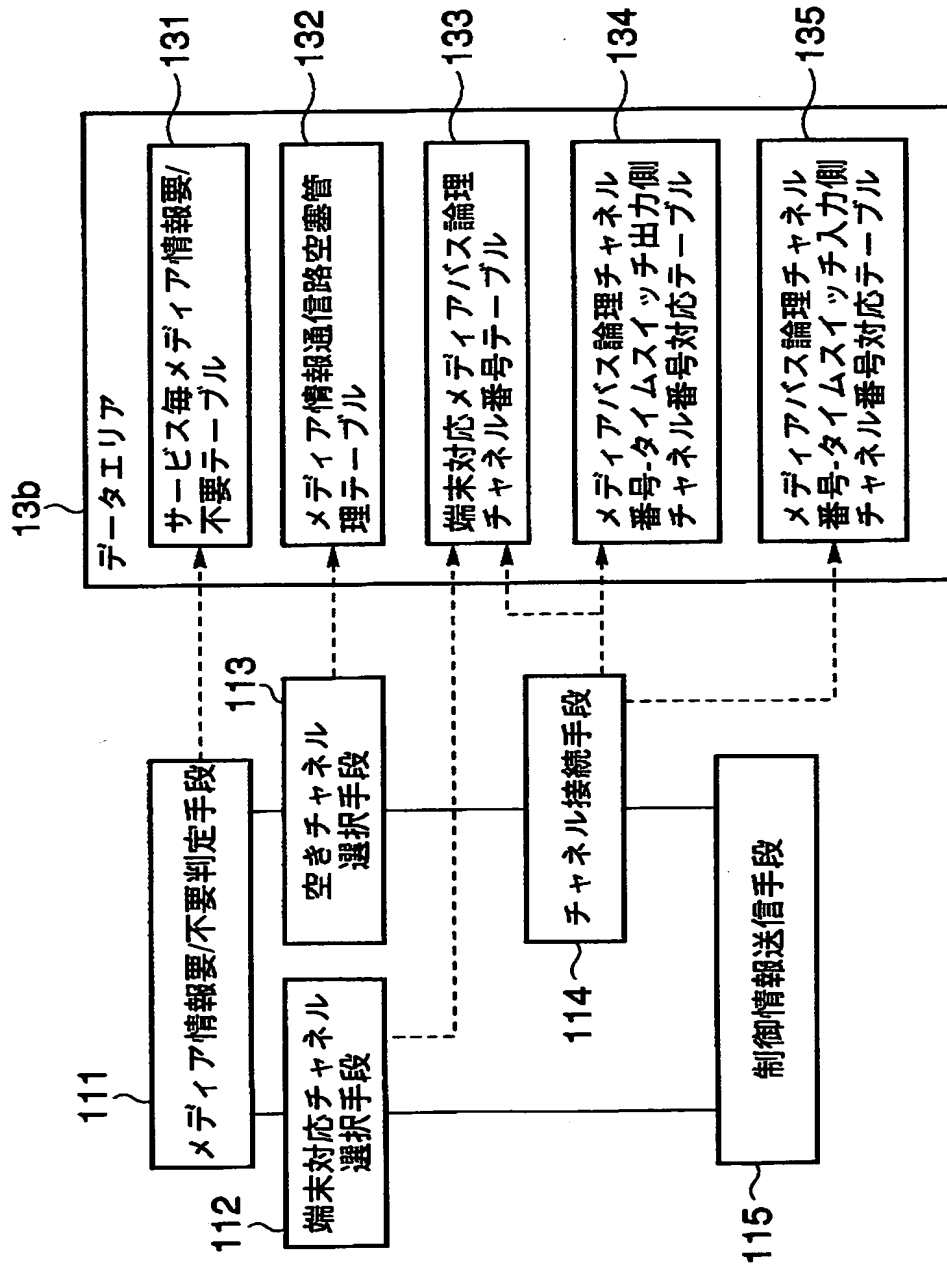 13b
データエリア
サービス毎メディア情報要/
不要テーブル
131
メディア情報通信路空塞管
理テーブル
132
端末対応メディアバス論理
チャネル番号テーブル
133
メディアバス論理チャネル
番号-タイムスイッチ出力側
チャネル番号対応テーブル
134
メディアバス論理チャネル
番号-タイムスイッチ入力側
チャネル番号対応テーブル
135
111
メディア情報要/不要判定手段
112
端末対応チャネル
選択手段
113
空きチャネル
選択手段
114
チャネル接続手段
115
制御情報送信手段